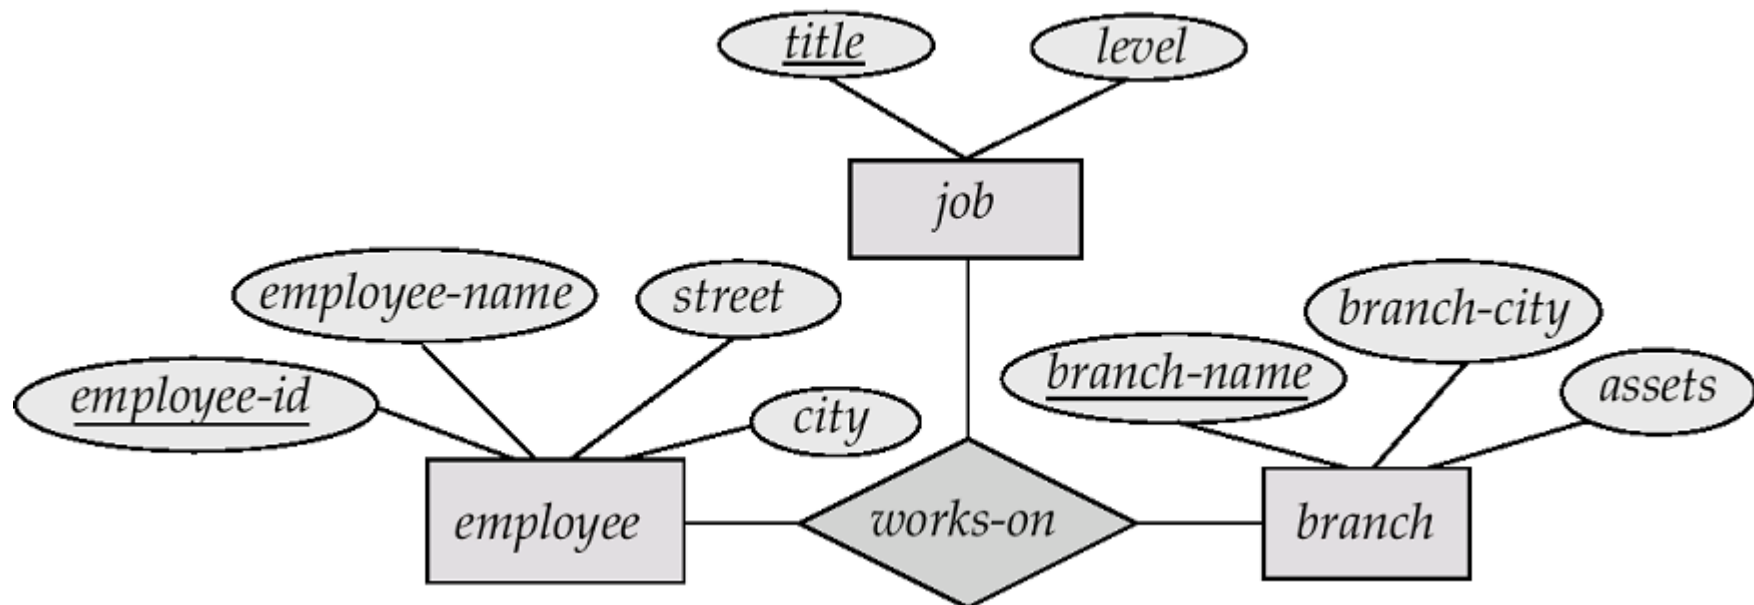 title
level
job
employee-name
street
branch-city
employee-id
city
branch-name
assets
employee
works-on
branch